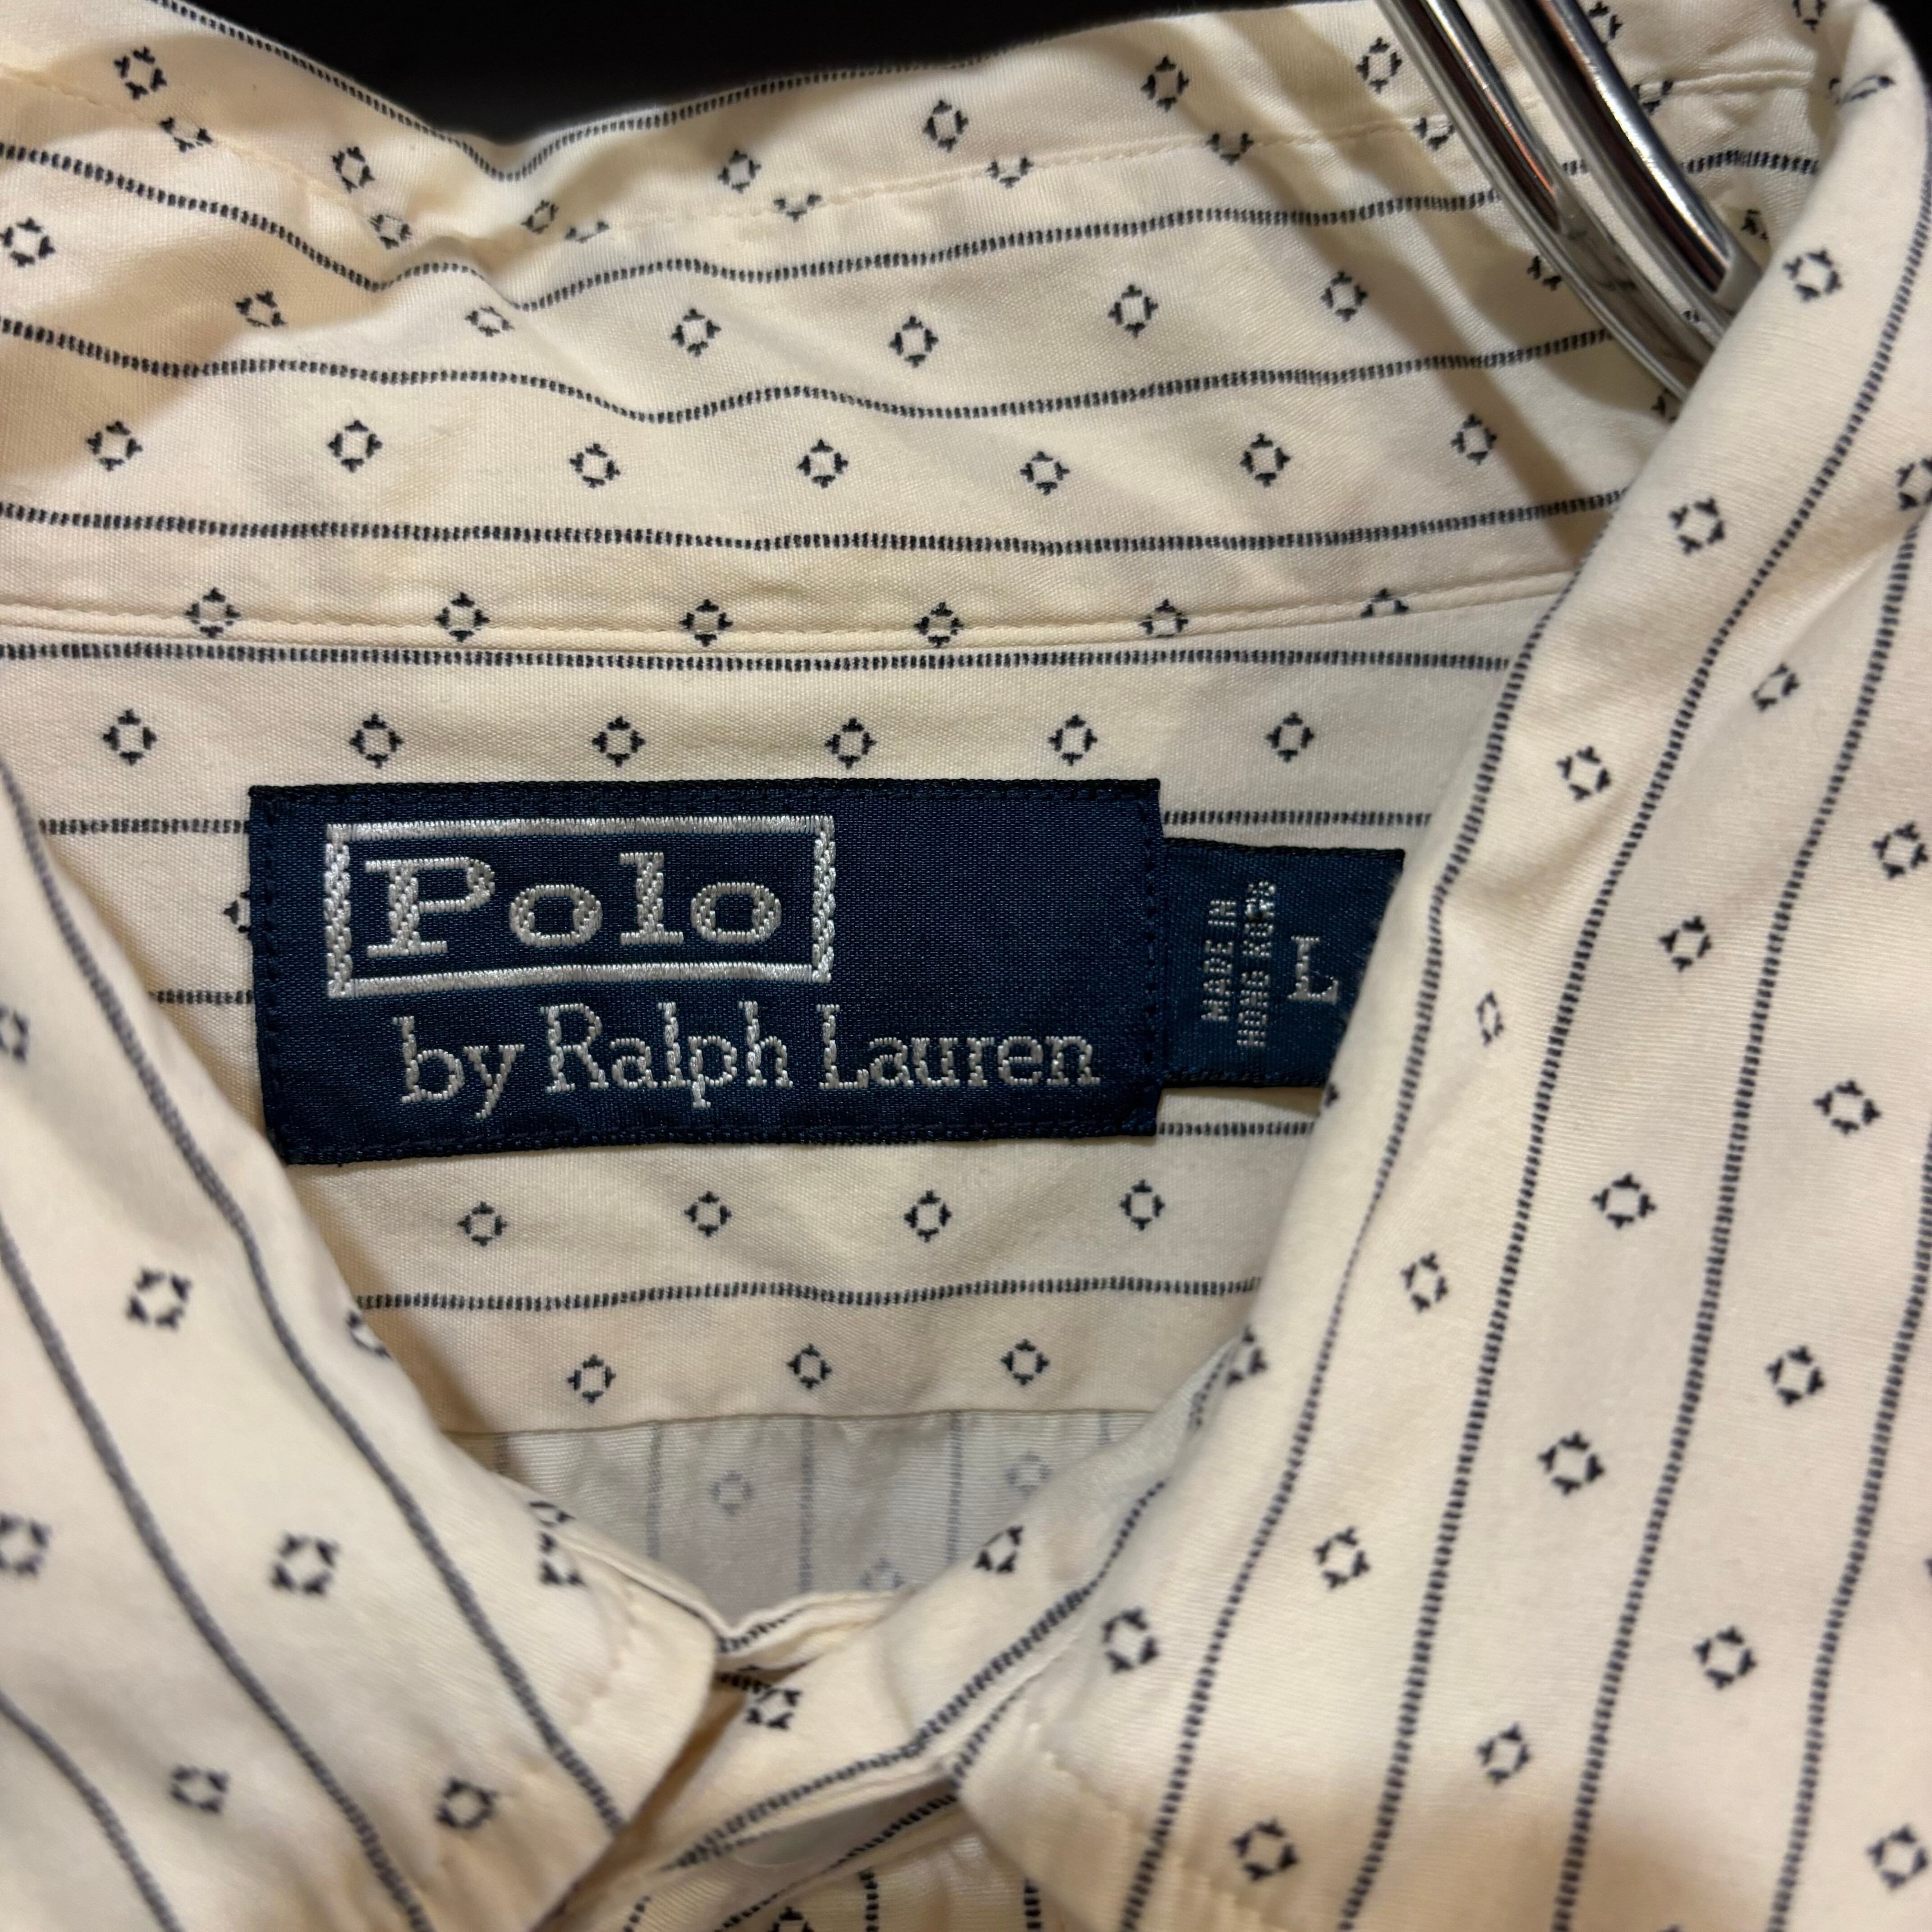 Polo
by Ralph Lauren
MADE IN
HONG KONG
L